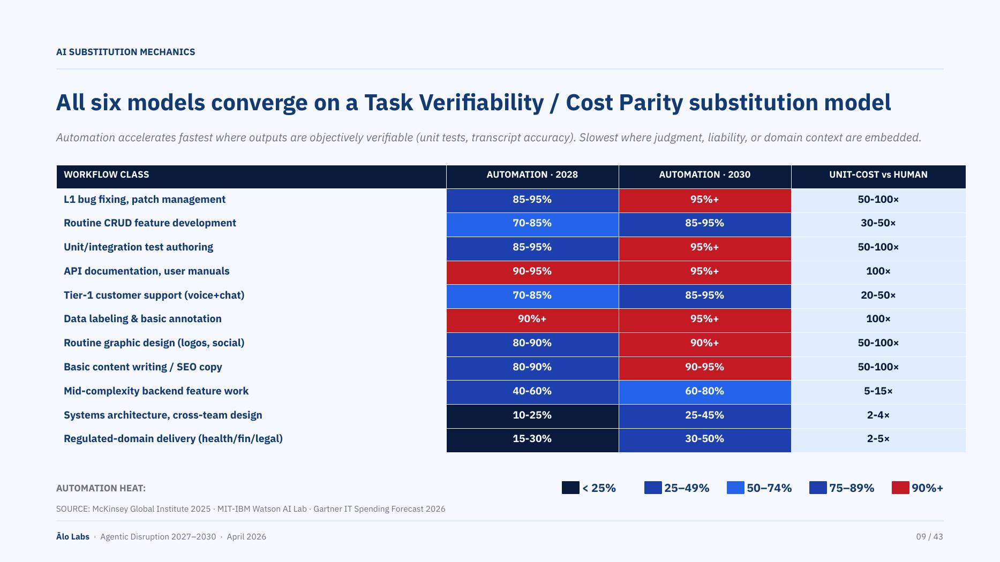 AI SUBSTITUTION MECHANICS
All six models converge on a Task Verifiability / Cost Parity substitution model
Automation accelerates fastest where outputs are objectively verifiable (unit tests, transcript accuracy). Slowest where judgment, liability, or domain context are embedded.
WORKFLOW CLASS AUTOMATION · 2028 AUTOMATION · 2030 UNIT-COST vs HUMAN
L1 bug fixing, patch management 85-95% 95%+ 50-100×
Routine CRUD feature development 70-85% 85-95% 30-50×
Unit/integration test authoring 85-95% 95%+ 50-100×
API documentation, user manuals 90-95% 95%+ 100×
Tier-1 customer support (voice+chat) 70-85% 85-95% 20-50×
Data labeling & basic annotation 90%+ 95%+ 100×
Routine graphic design (logos, social) 80-90% 90%+ 50-100×
Basic content writing / SEO copy 80-90% 90-95% 50-100×
Mid-complexity backend feature work 40-60% 60-80% 5-15×
Systems architecture, cross-team design 10-25% 25-45% 2-4×
Regulated-domain delivery (health/fin/legal) 15-30% 30-50% 2-5×
AUTOMATION HEAT: < 25% 25–49% 50–74% 75–89% 90%+
SOURCE: McKinsey Global Institute 2025 · MIT-IBM Watson AI Lab · Gartner IT Spending Forecast 2026
Ālo Labs · Agentic Disruption 2027–2030 · April 2026 09 / 43